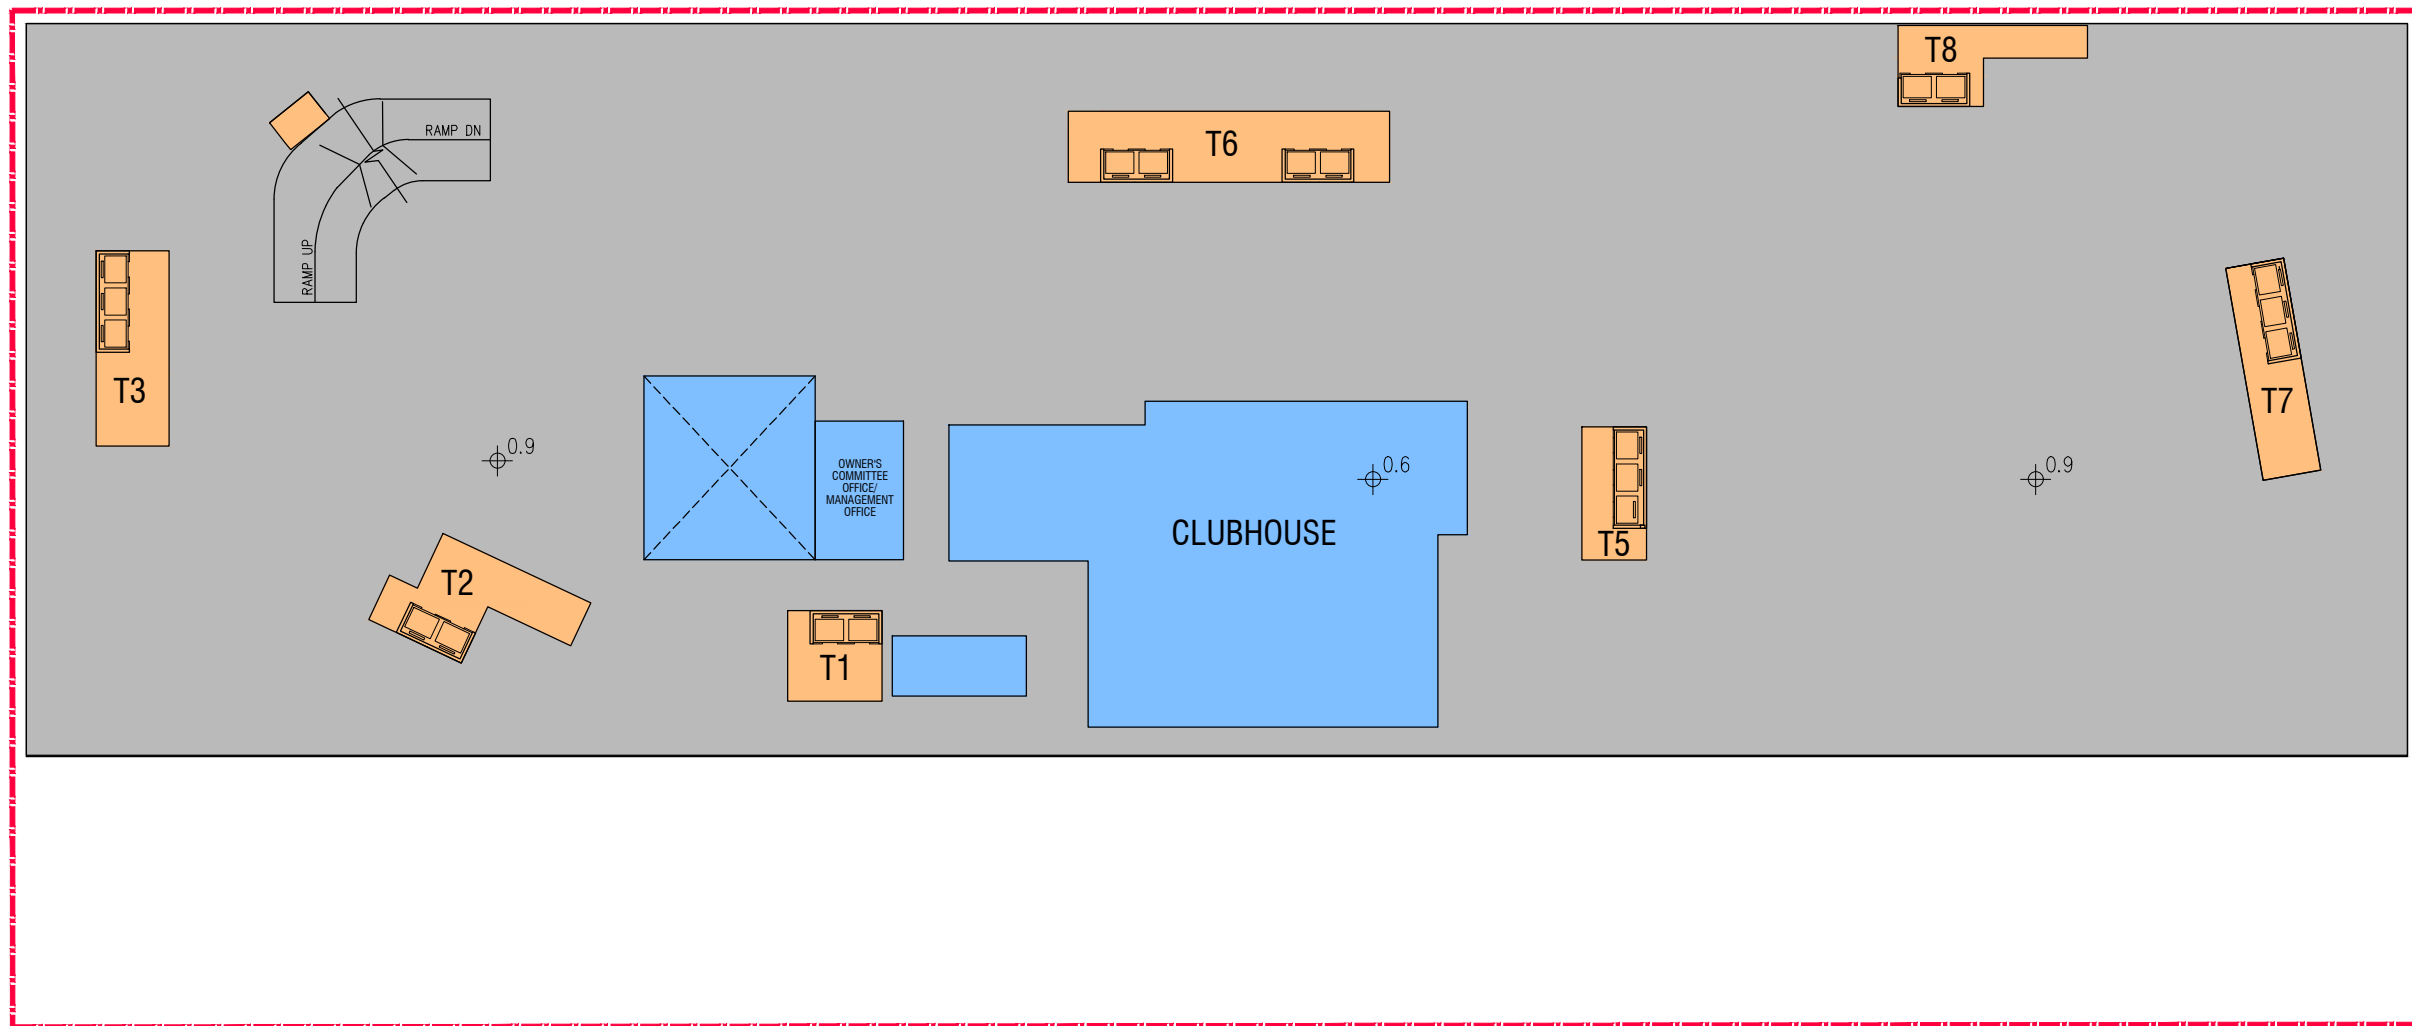 T8
RAMP DN
T6
RAMP UP
T3
T7
0.9
OWNER'S
COMMITTEE
OFFICE/
MANAGEMENT
OFFICE
0.6
0.9
CLUBHOUSE
T5
T2
T1